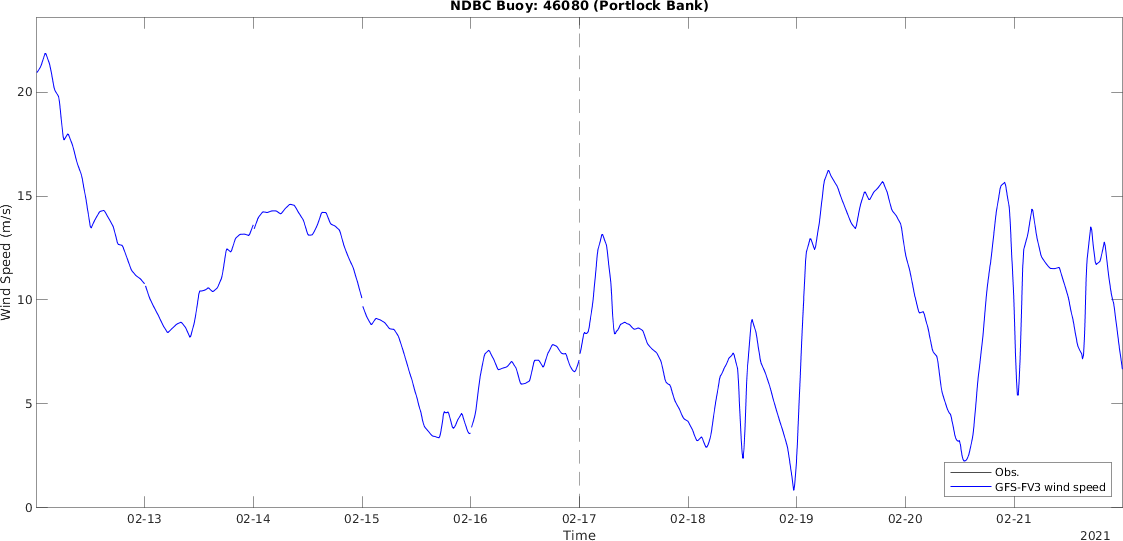 NDBC Buoy: 46080 (Portlock Bank)
20
15
10
5
0
Wind Speed (m/s)
02-13 02-14 02-15 02-16 02-17 02-18 02-19 02-20 02-21
Time
2021
Obs.
GFS-FV3 wind speed